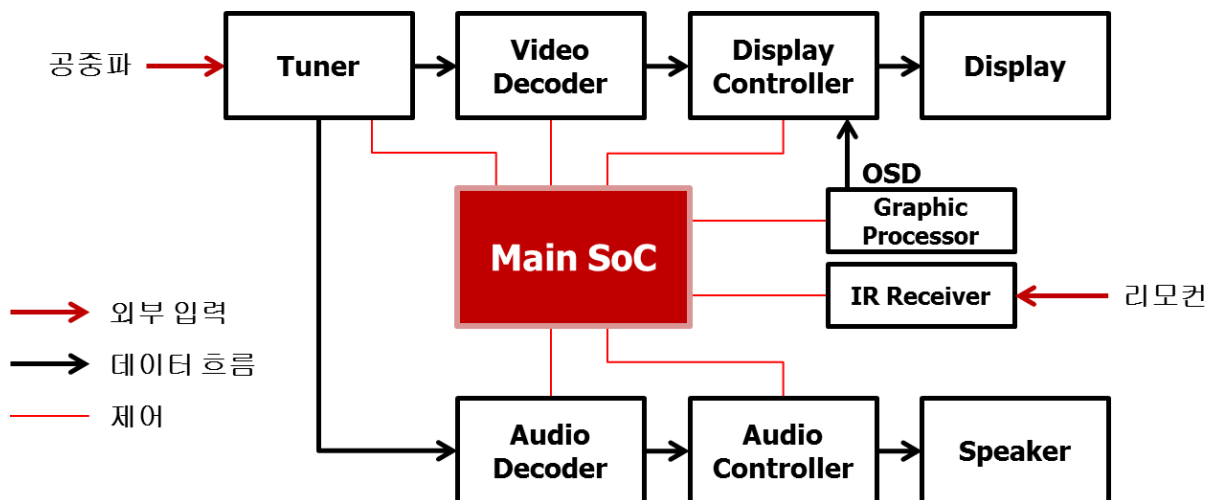 공중파
Tuner
Video
Decoder
Display
Controller
Display
OSD
Graphic
Processor
Main SoC
IR Receiver
리모컨
외부 입력
데이터 흐름
제어
Audio
Decoder
Audio
Controller
Speaker